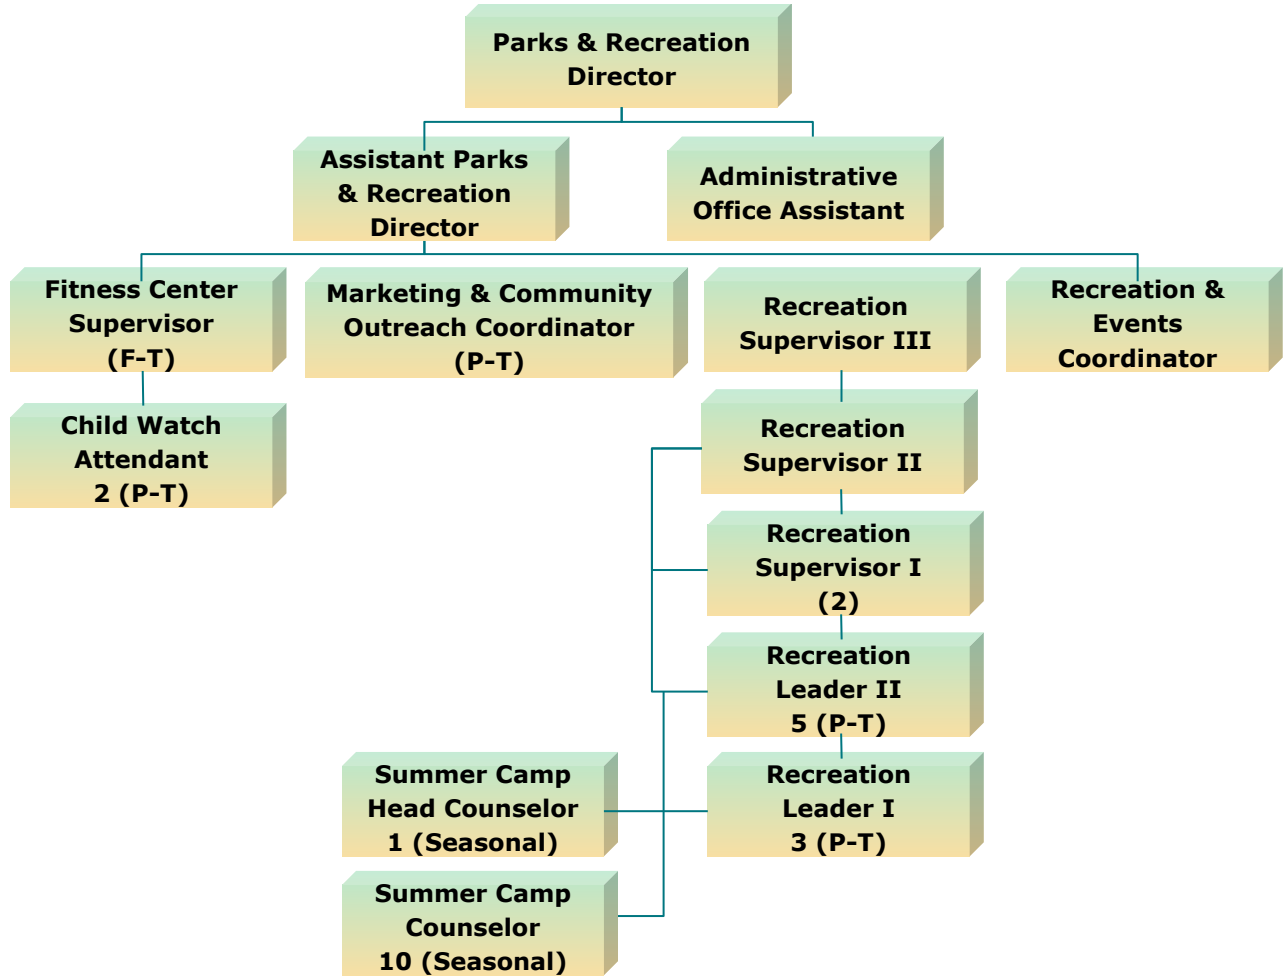 Parks & Recreation
Director
Assistant Parks
& Recreation
Director
Administrative
Office Assistant
Fitness Center
Supervisor
(F-T)
Marketing & Community
Outreach Coordinator
(P-T)
Recreation
Supervisor III
Recreation &
Events
Coordinator
Child Watch
Attendant
2 (P-T)
Recreation
Supervisor II
Recreation
Supervisor I
(2)
Recreation
Leader II
5 (P-T)
Summer Camp
Head Counselor
1 (Seasonal)
Recreation
Leader I
3 (P-T)
Summer Camp
Counselor
10 (Seasonal)